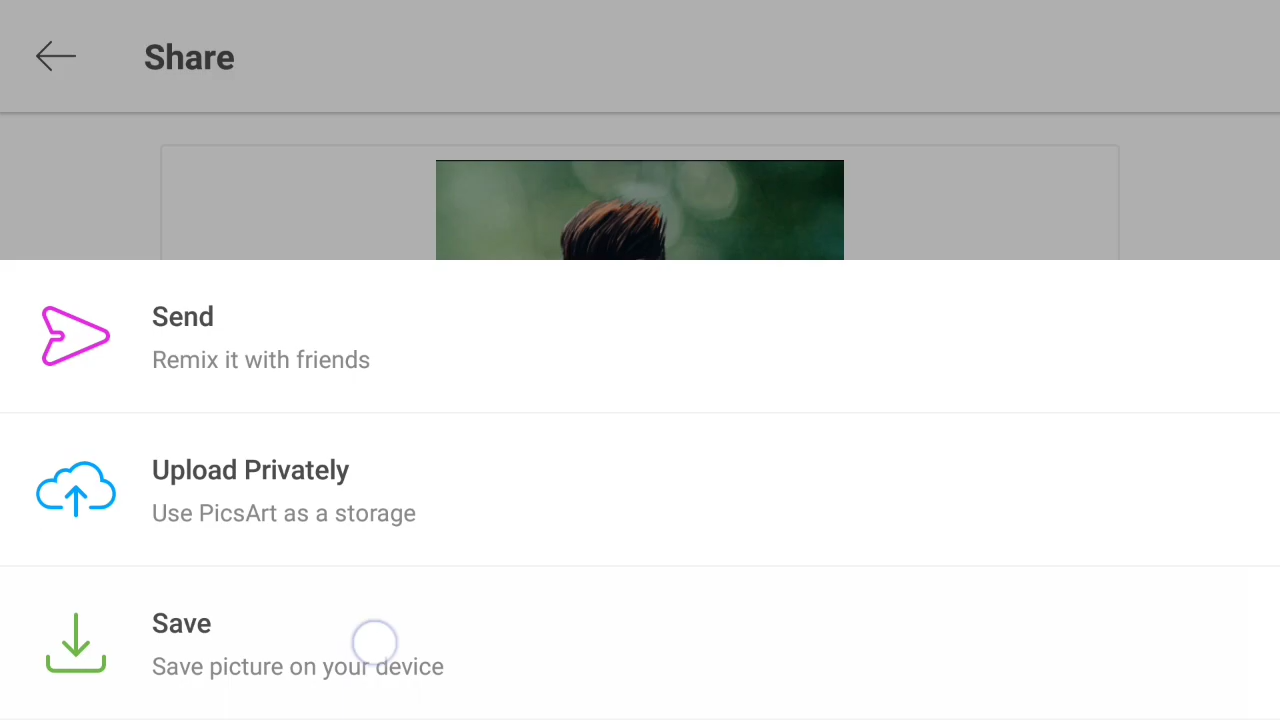 Share
Send
Remix it with friends
Upload Privately
Use PicsArt as a storage
Save
Save picture on your device